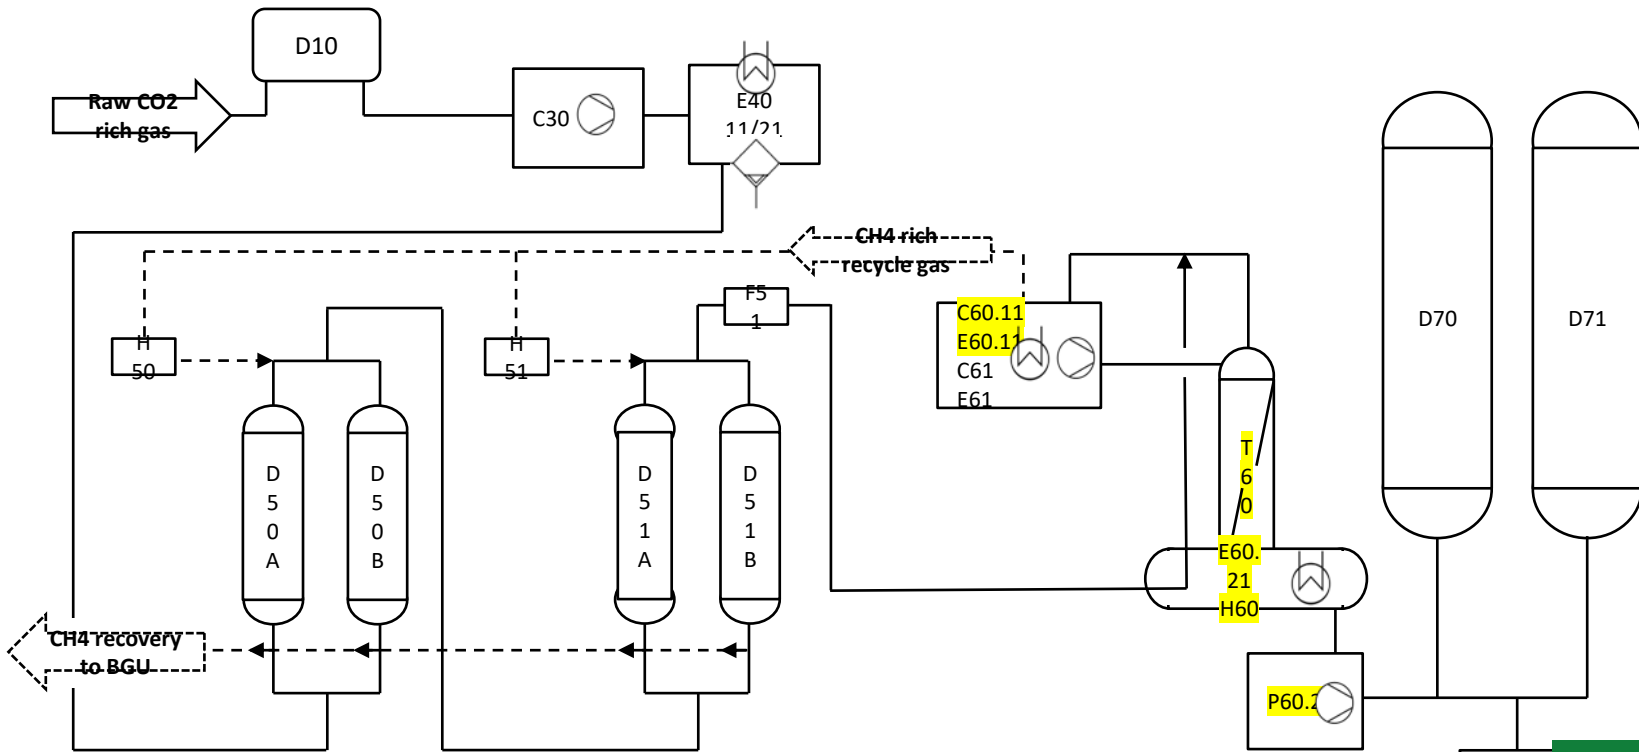 D10
Raw CO2
rich gas
C30
E40
11/21
CH4 rich
recycle gas
F5
1
H
50
H
51
C60.11
E60.11
C61
E61
D70
D71
D
5
0
A
D
5
0
B
D
5
1
A
D
5
1
B
T
6
0
E60.
21
H60
CH4 recovery
to BGU
P60.2